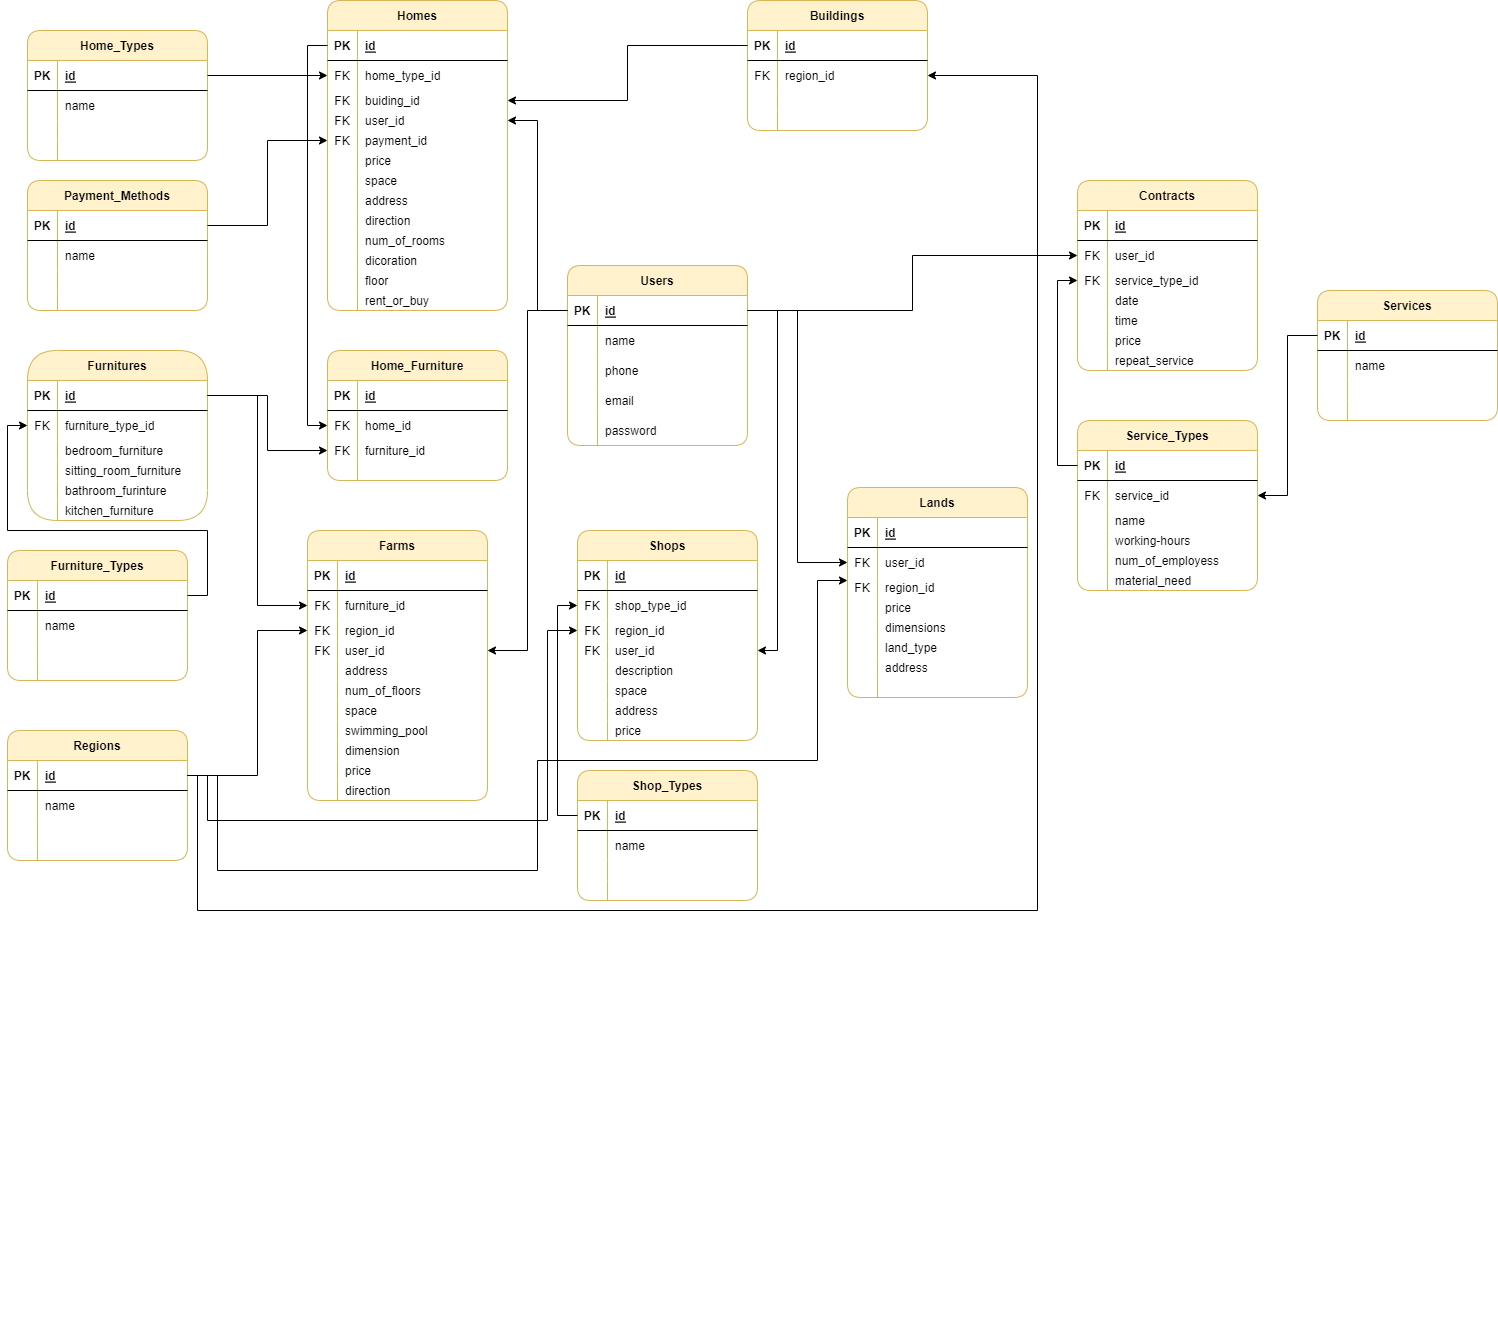 Homes
PK id
FK home_type_id
FK buiding_id
FK user_id
FK payment_id
price
space
address
direction
num_of_rooms
dicoration
floor
rent_or_buy
Buildings
PK id
FK region_id
Home_Types
PK id
name
Payment_Methods
PK id
name
Contracts
PK id
FK user_id
FK service_type_id
date
time
price
repeat_service
Users
PK id
name
phone
email
password
Services
PK id
name
Furnitures
PK id
FK furniture_type_id
bedroom_furniture
sitting_room_furniture
bathroom_furinture
kitchen_furniture
Home_Furniture
PK id
FK home_id
FK furniture_id
Service_Types
PK id
FK service_id
name
working-hours
num_of_employess
material_need
Lands
PK id
FK user_id
FK region_id
price
dimensions
land_type
address
Furniture_Types
PK id
name
Farms
PK id
FK furniture_id
FK region_id
FK user_id
address
num_of_floors
space
swimming_pool
dimension
price
direction
Shops
PK id
FK shop_type_id
FK region_id
FK user_id
description
space
address
price
Regions
PK id
name
Shop_Types
PK id
name